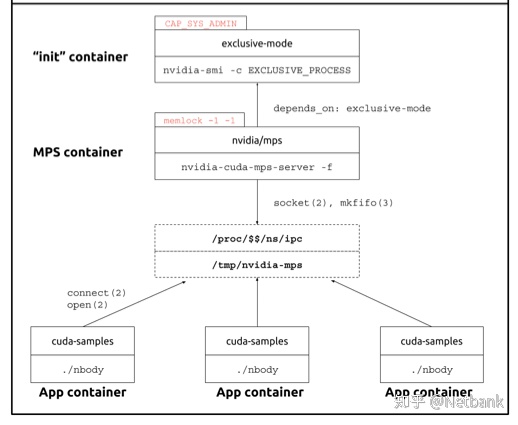 CAP_SYS_ADMIN
exclusive-mode
"init" container
nvidia-smi -c EXCLUSIVE_PROCESS
depends_on: exclusive-mode
memlock -1 -1
nvidia/mps
MPS container
nvidia-cuda-mps-server -f
socket(2), mkfifo(3)
/proc/$$/ns/ipc
/tmp/nvidia-mps
connect(2)
open(2)
cuda-samples
cuda-samples
cuda-samples
./nbody
./nbody
./nbody
App container
App container
App container
知乎 @Netbank